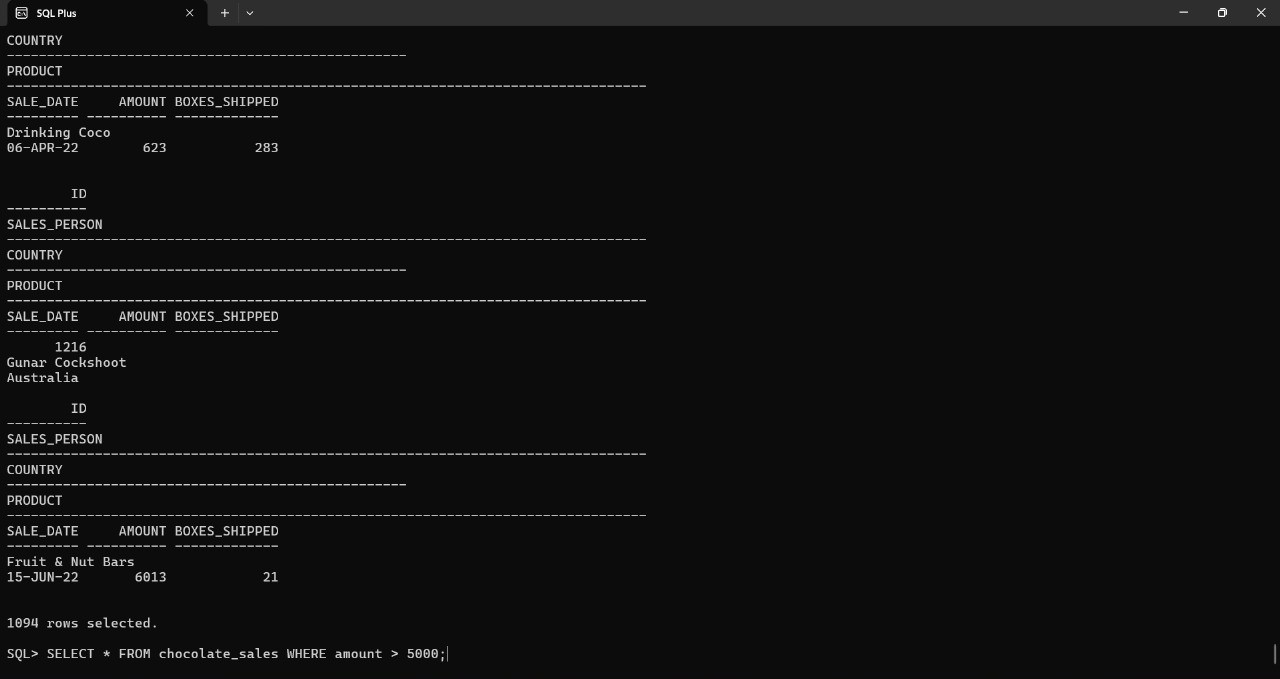 SQL Plus
COUNTRY
--------------------------------------------------
PRODUCT
--------------------------------------------------------------------------------
SALE_DATE     AMOUNT BOXES_SHIPPED
--------- ---------- -------------
Drinking Coco
06-APR-22        623           283
        ID
----------
SALES_PERSON
--------------------------------------------------------------------------------
COUNTRY
--------------------------------------------------
PRODUCT
--------------------------------------------------------------------------------
SALE_DATE     AMOUNT BOXES_SHIPPED
--------- ---------- -------------
      1216
Gunar Cockshoot
Australia
        ID
----------
SALES_PERSON
--------------------------------------------------------------------------------
COUNTRY
--------------------------------------------------
PRODUCT
--------------------------------------------------------------------------------
SALE_DATE     AMOUNT BOXES_SHIPPED
--------- ---------- -------------
Fruit & Nut Bars
15-JUN-22       6013            21
1094 rows selected.
SQL> SELECT * FROM chocolate_sales WHERE amount > 5000;